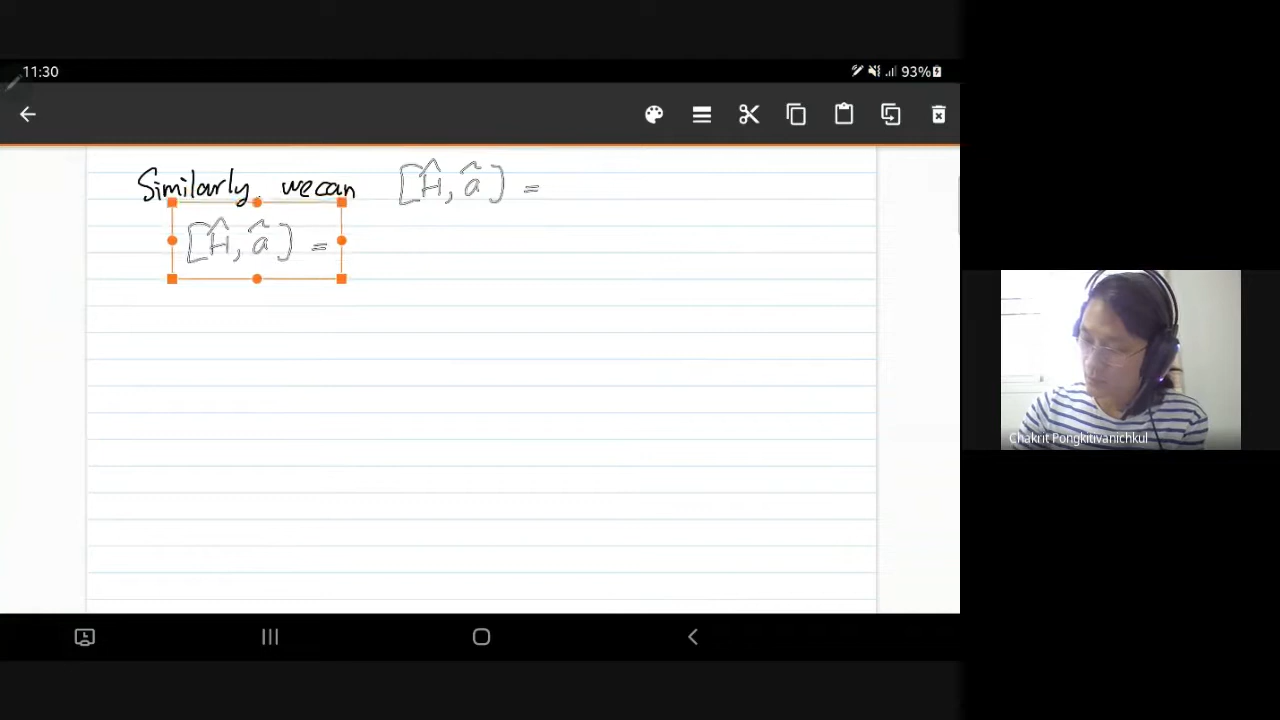 11:30 93%
Similarly, we can [Ĥ, â] =
[Ĥ, â] =
Chakrit Pongkitivanichkul